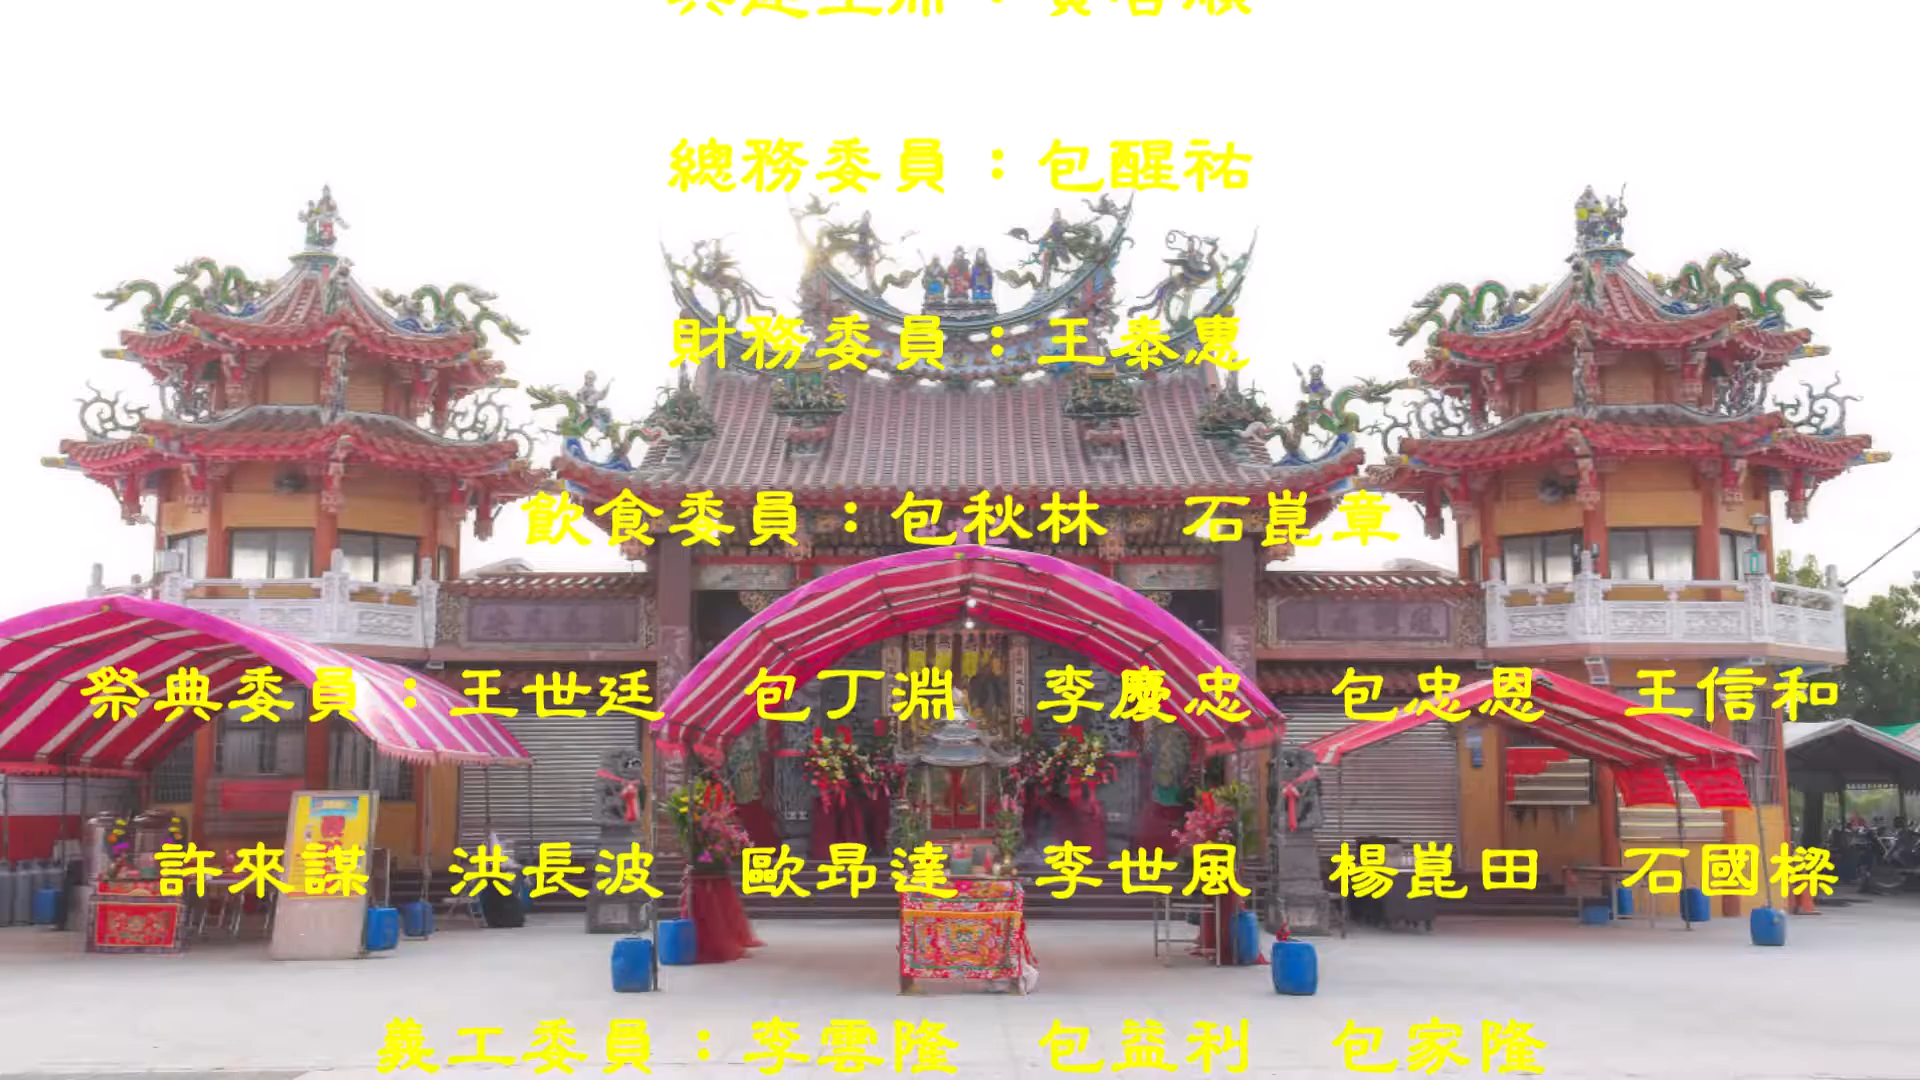 總務委員：包醒祐
財務委員：王泰惠
飲食委員：包秋林　石崑章
祭典委員：王世廷　包丁淵　李慶忠　包忠恩　王信和
許來謀　洪長波　歐昂達　李世風　楊崑田　石國樑
義工委員：李雲隆　包益利　包家隆